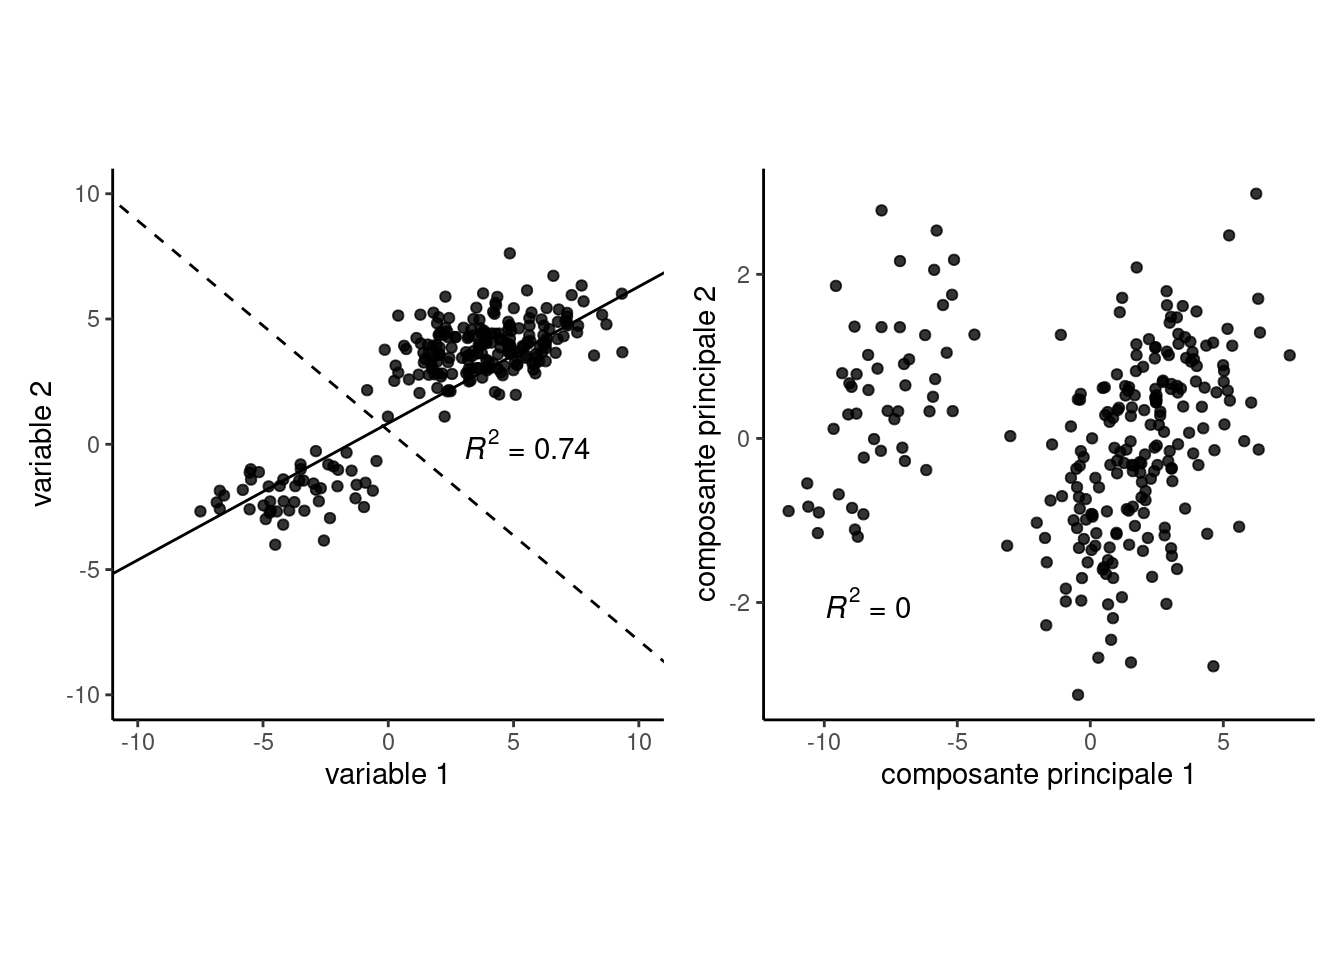 10
5
0
-5
-10
variable 2
R² = 0.74
-10
-5
0
5
10
variable 1
2
0
-2
composante principale 2
R² = 0
-10
-5
0
5
composante principale 1